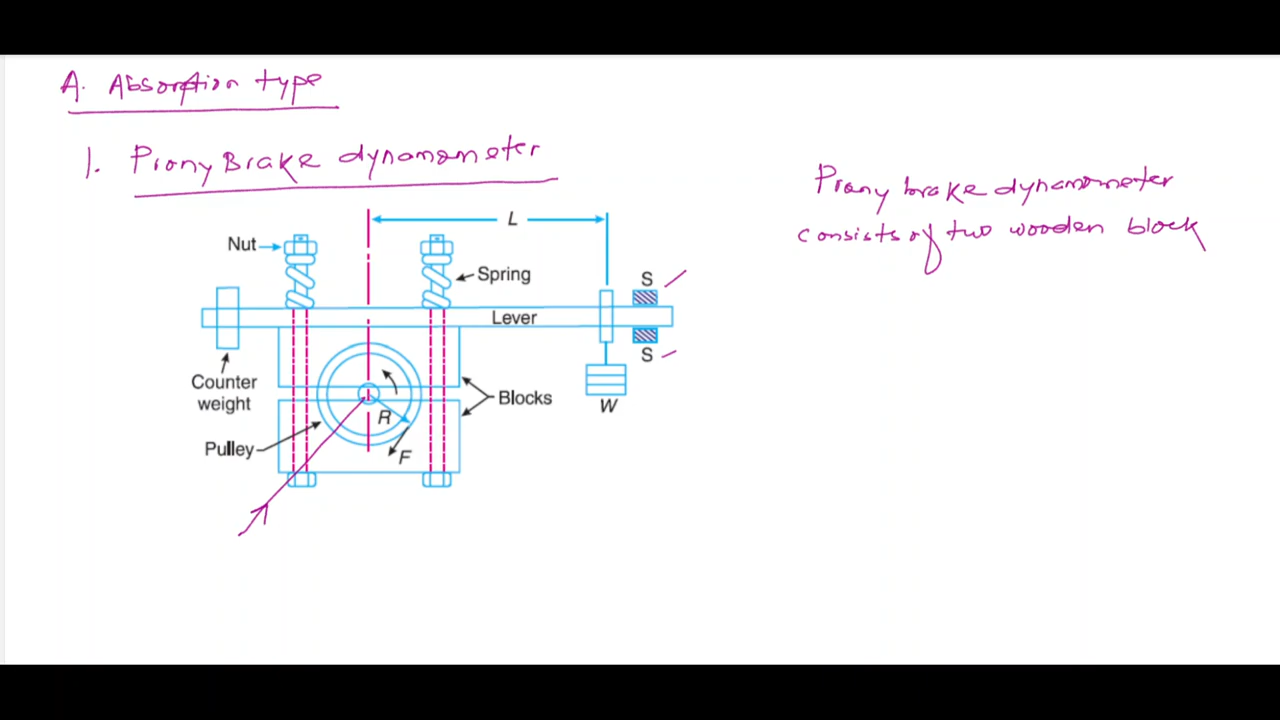 A. Absorption type
1. Prony Brake dynamometer
Prony brake dynamometer
consists of two wooden block
L
Nut
Spring
S
Lever
S
Counter
weight
Blocks
W
R
Pulley
F